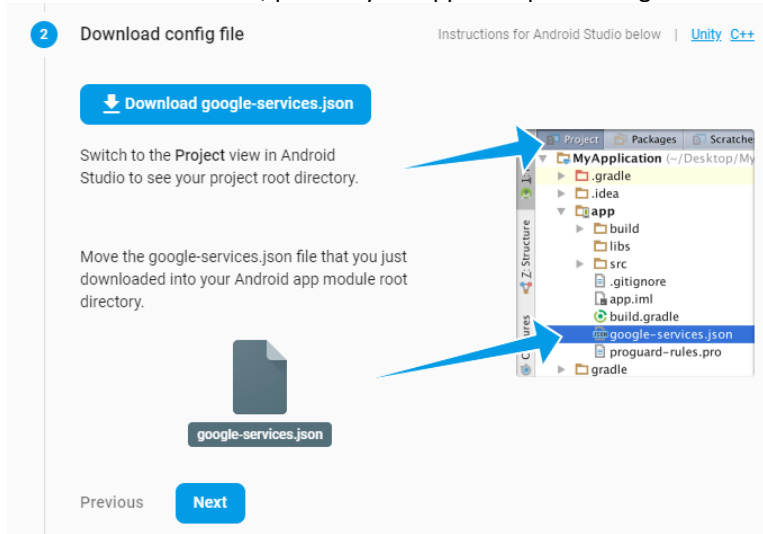 2 Download config file
Instructions for Android Studio below | Unity C++
Download google-services.json
Switch to the Project view in Android
Studio to see your project root directory.
Move the google-services.json file that you just
downloaded into your Android app module root
directory.
google-services.json
Previous
Next
Project Packages Scratche
MyApplication (~/Desktop/My
.gradle
.idea
app
build
libs
src
.gitignore
app.iml
build.gradle
google-services.json
proguard-rules.pro
gradle
Z: Structure